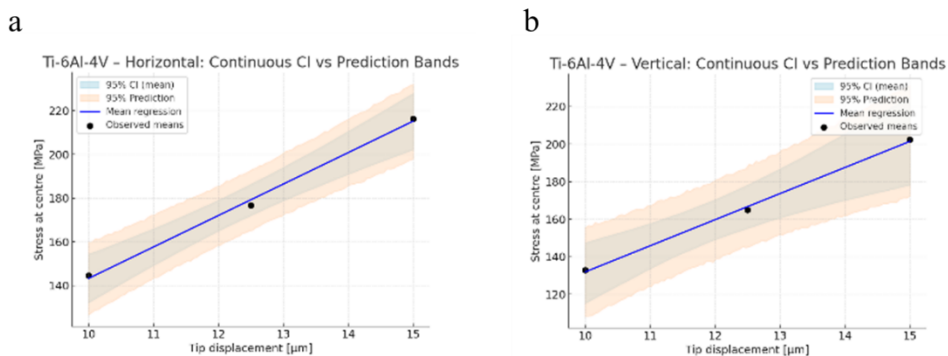 a
Ti-6Al-4V – Horizontal: Continuous CI vs Prediction Bands
95% CI (mean)
95% Prediction
Mean regression
Observed means
Stress at centre [MPa]
220
200
180
160
140
10 11 12 13 14 15
Tip displacement [μm]
b
Ti-6Al-4V – Vertical: Continuous CI vs Prediction Bands
95% CI (mean)
95% Prediction
Mean regression
Observed means
Stress at centre [MPa]
220
200
180
160
140
120
10 11 12 13 14 15
Tip displacement [μm]